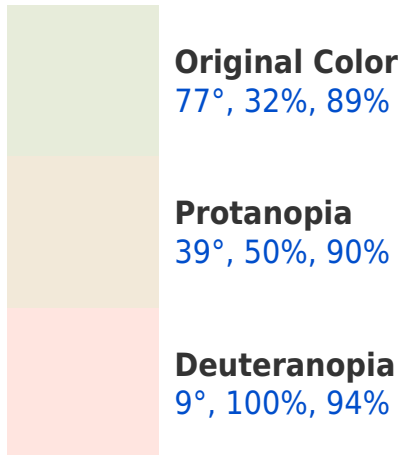 Original Color
77°, 32%, 89%
Protanopia
39°, 50%, 90%
Deuteranopia
9°, 100%, 94%